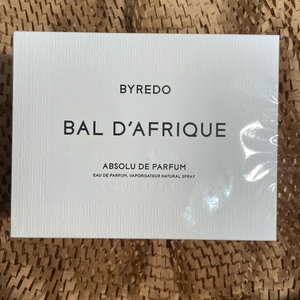 BYREDO
BAL D'AFRIQUE
ABSOLU DE PARFUM
EAU DE PARFUM, VAPORISATEUR NATURAL SPRAY